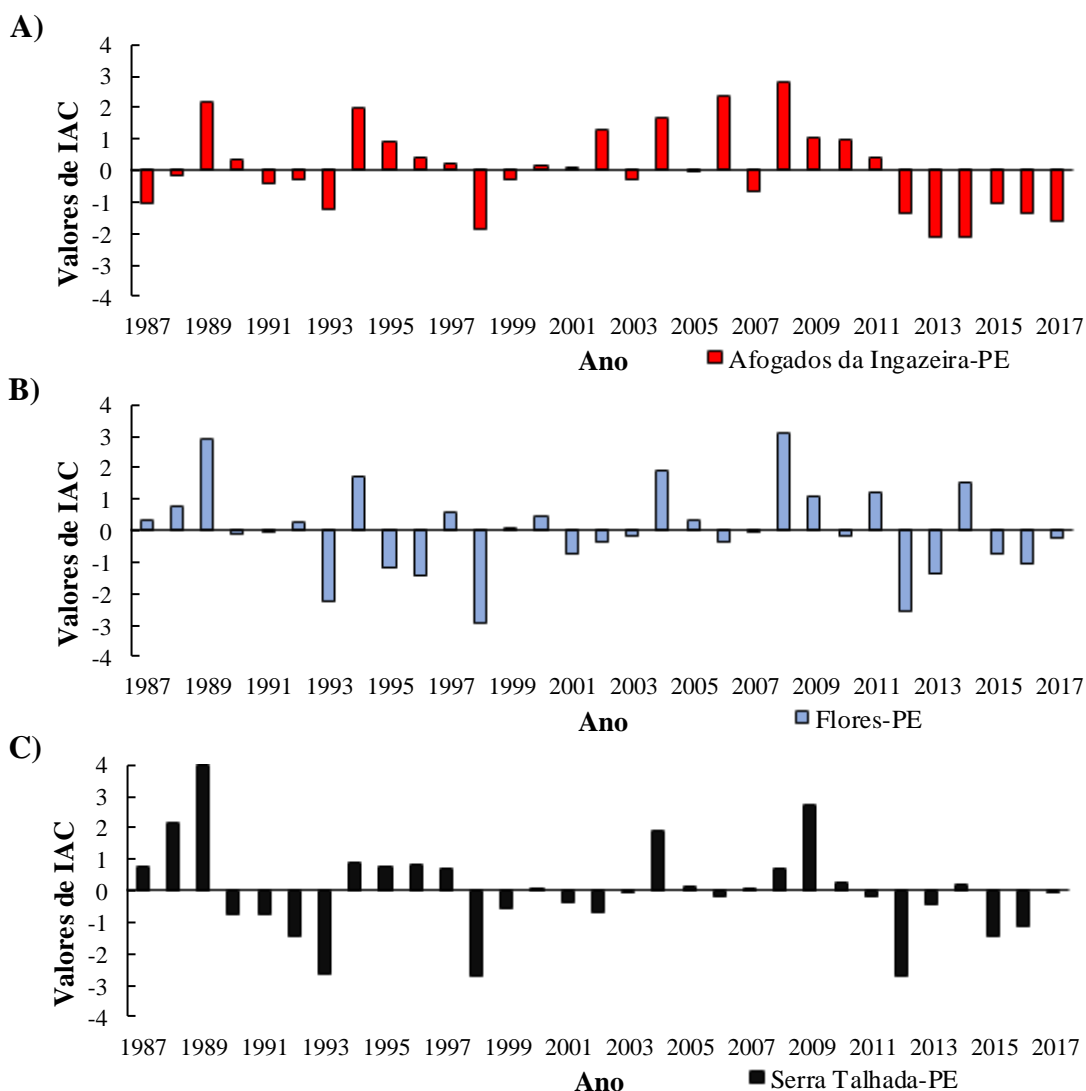 A)
Valores de IAC
4
3
2
1
0
-1
-2
-3
-4
1987 1989 1991 1993 1995 1997 1999 2001 2003 2005 2007 2009 2011 2013 2015 2017
Ano
Afogados da Ingazeira-PE
B)
Valores de IAC
4
3
2
1
0
-1
-2
-3
-4
1987 1989 1991 1993 1995 1997 1999 2001 2003 2005 2007 2009 2011 2013 2015 2017
Ano
Flores-PE
C)
Valores de IAC
4
3
2
1
0
-1
-2
-3
-4
1987 1989 1991 1993 1995 1997 1999 2001 2003 2005 2007 2009 2011 2013 2015 2017
Ano
Serra Talhada-PE